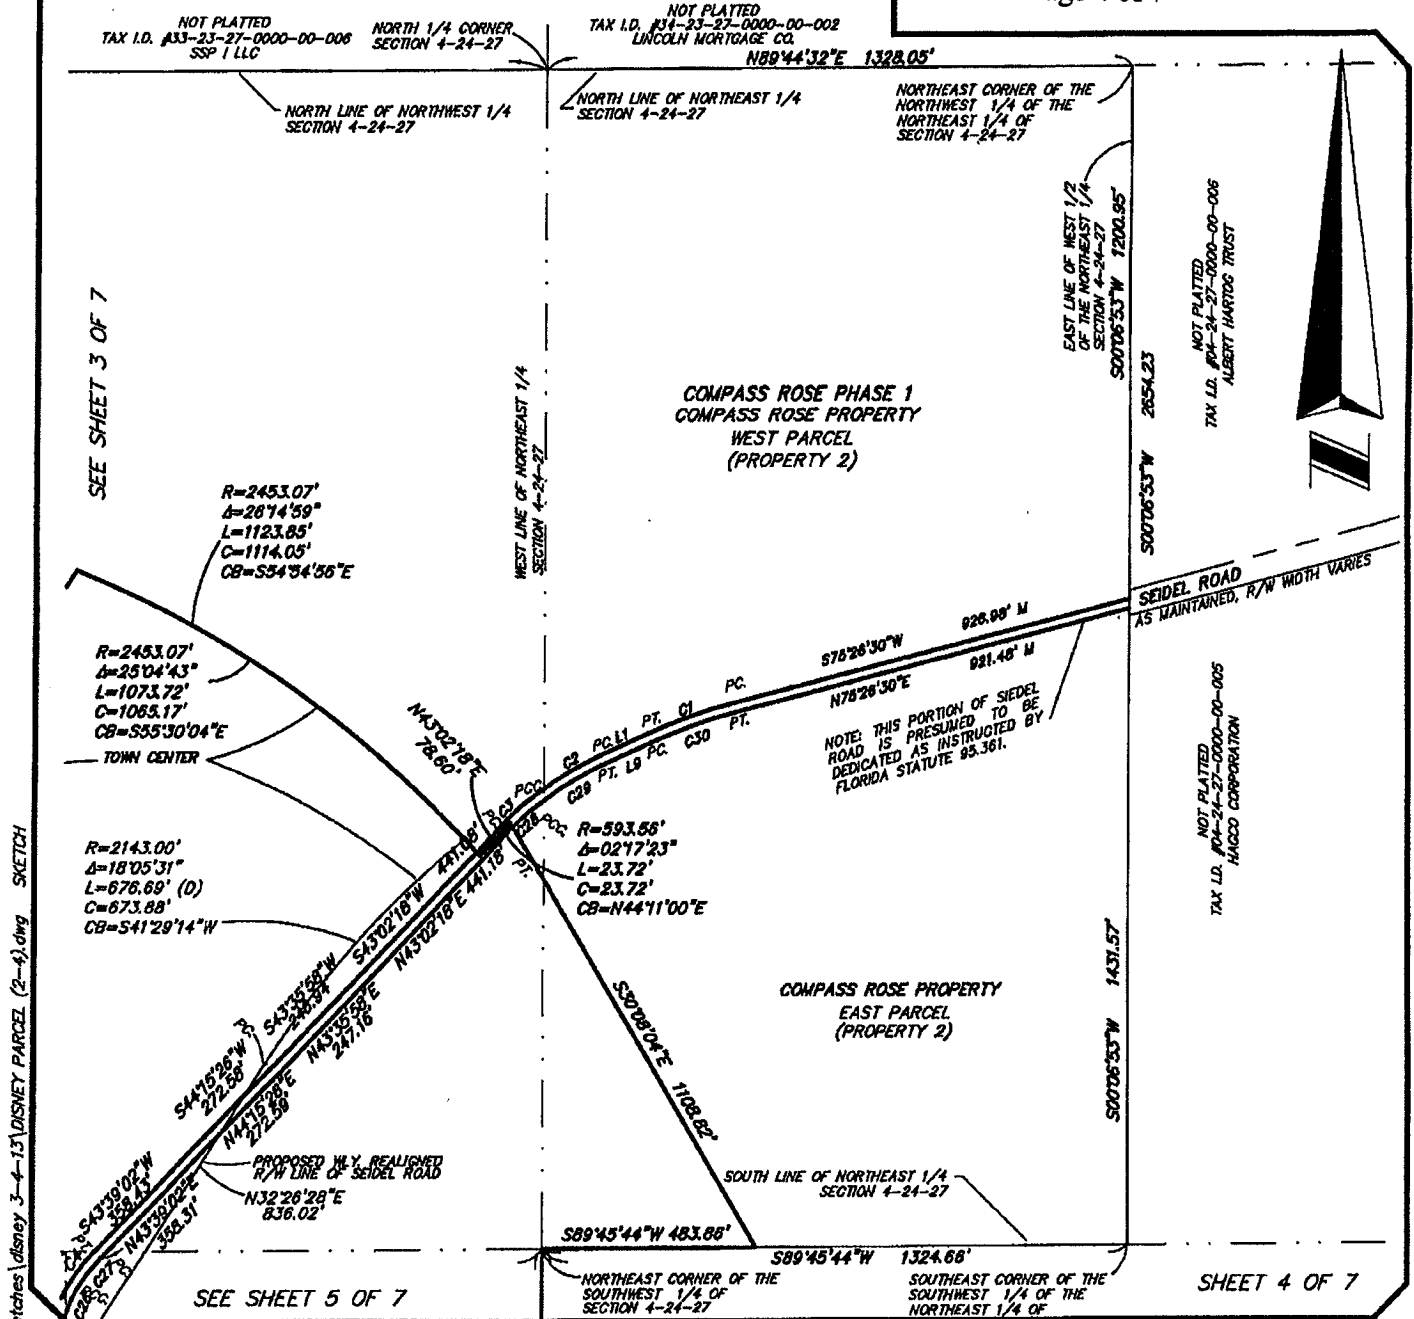 NOT PLATTED
TAX I.D. #33-23-27-0000-00-006
SSP I LLC
NORTH 1/4 CORNER
SECTION 4-24-27
NOT PLATTED
TAX I.D. #34-23-27-0000-00-002
LINCOLN MORTGAGE CO.
N89°44'32"E 1328.05'
NORTH LINE OF NORTHWEST 1/4
SECTION 4-24-27
NORTH LINE OF NORTHEAST 1/4
SECTION 4-24-27
NORTHEAST CORNER OF THE
NORTHWEST 1/4 OF THE
NORTHEAST 1/4 OF
SECTION 4-24-27
EAST LINE OF WEST 1/2
OF THE NORTHEAST 1/4
SECTION 4-24-27
S00°06'53"W 1200.95'
NOT PLATTED
TAX I.D. #04-24-27-0000-00-006
ALBERT HARTOG TRUST
SEE SHEET 3 OF 7
WEST LINE OF NORTHEAST 1/4
SECTION 4-24-27
COMPASS ROSE PHASE 1
COMPASS ROSE PROPERTY
WEST PARCEL
(PROPERTY 2)
S00°06'53"W 2654.23
R=2453.07'
Δ=26°14'59"
L=1123.85'
C=1114.05'
CB=S54°54'56"E
R=2453.07'
Δ=25°04'43"
L=1073.72'
C=1065.17'
CB=S55°30'04"E
TOWN CENTER
SEIDEL ROAD
AS MAINTAINED, R/W WIDTH VARIES
S75°26'30"W 926.98' M
N75°26'30"E 921.46' M
PC.
C1
PT.
L1
PC.
C2
PCC.
C3
PT.
C30
PC.
L9
PT.
C29
PCC.
C28
PT.
N43°02'18"E
78.60'
NOTE: THIS PORTION OF SIEDEL
ROAD IS PRESUMED TO BE
DEDICATED AS INSTRUCTED BY
FLORIDA STATUTE 95.361.
NOT PLATTED
TAX I.D. #04-24-27-0000-00-005
HAGCO CORPORATION
R=593.56'
Δ=02°17'23"
L=23.72'
C=23.72'
CB=N44°11'00"E
R=2143.00'
Δ=18°05'31"
L=676.69' (D)
C=673.88'
CB=S41°29'14"W
S43°02'18"W 441.08'
N43°02'18"E 441.18'
S43°35'58"W
246.94'
N43°35'58"E
247.16'
PC.
S44°15'26"W
272.58'
N44°15'28"E
272.59'
S30°08'04"E 1108.82'
COMPASS ROSE PROPERTY
EAST PARCEL
(PROPERTY 2)
S00°06'53"W 1431.57'
PROPOSED WLY. REALIGNED
R/W LINE OF SEIDEL ROAD
N32°26'28"E
836.02'
S43°39'02"W
358.43'
N43°39'02"E
358.31'
C27
C26
SOUTH LINE OF NORTHEAST 1/4
SECTION 4-24-27
S89°45'44"W 483.86'
S89°45'44"W 1324.66'
SEE SHEET 5 OF 7
NORTHEAST CORNER OF THE
SOUTHWEST 1/4 OF
SECTION 4-24-27
SOUTHEAST CORNER OF THE
SOUTHWEST 1/4 OF THE
NORTHEAST 1/4 OF
SHEET 4 OF 7
tches\disney 3-4-13\DISNEY PARCEL (2-4).dwg SKETCH